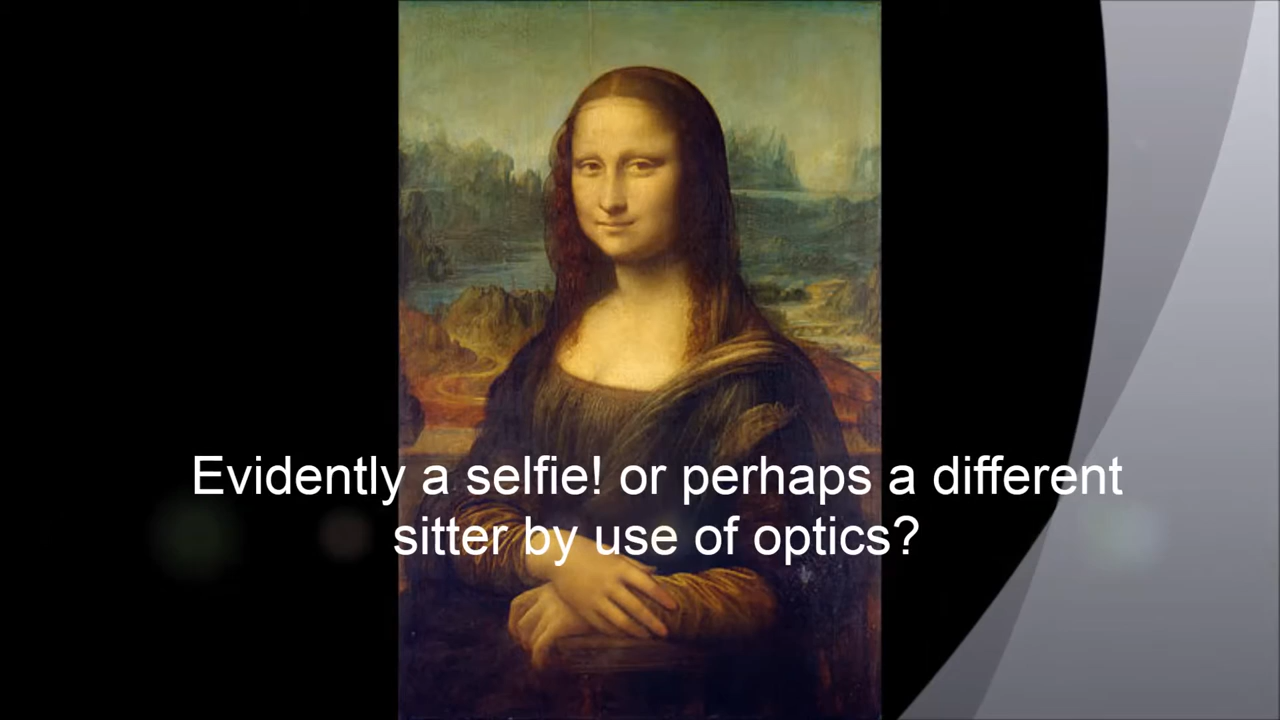 Evidently a selfie! or perhaps a different
sitter by use of optics?